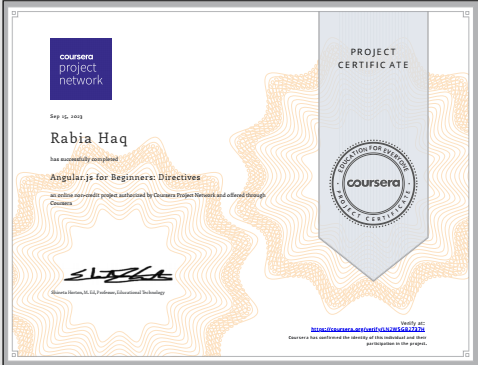 coursera
project
network
PROJECT
CERTIFICATE
Sep 15, 2023
Rabia Haq
has successfully completed
Angular.js for Beginners: Directives
an online non-credit project authorized by Coursera Project Network and offered through
Coursera
EDUCATION FOR EVERYONE
coursera
PROJECT CERTIFICATE
M. Ed, Professor, Educational Technology
Verify at:
https://coursera.org/verify/
Coursera has confirmed the identity of this individual and their
participation in the project.